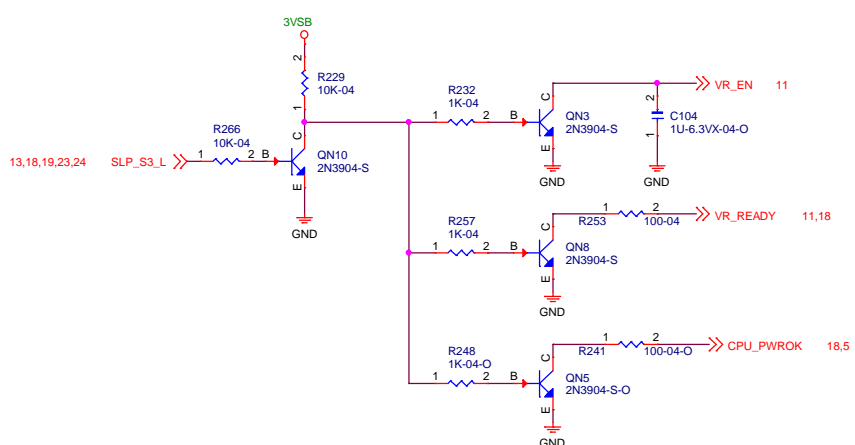 3VSB
2
R229
10K-04
1
R266
10K-04
13,18,19,23,24 SLP_S3_L
1 2 B
C
QN10
2N3904-S
E
GND
R232
1K-04
1 2 B
C
QN3
2N3904-S
E
GND
VR_EN 11
2
C104
1U-6.3VX-04-O
1
GND
R257
1K-04
1 2 B
C
QN8
2N3904-S
E
GND
1 2
R253 100-04
VR_READY 11,18
R248
1K-04-O
1 2 B
C
QN5
2N3904-S-O
E
GND
1 2
R241 100-04-O
CPU_PWROK 18,5